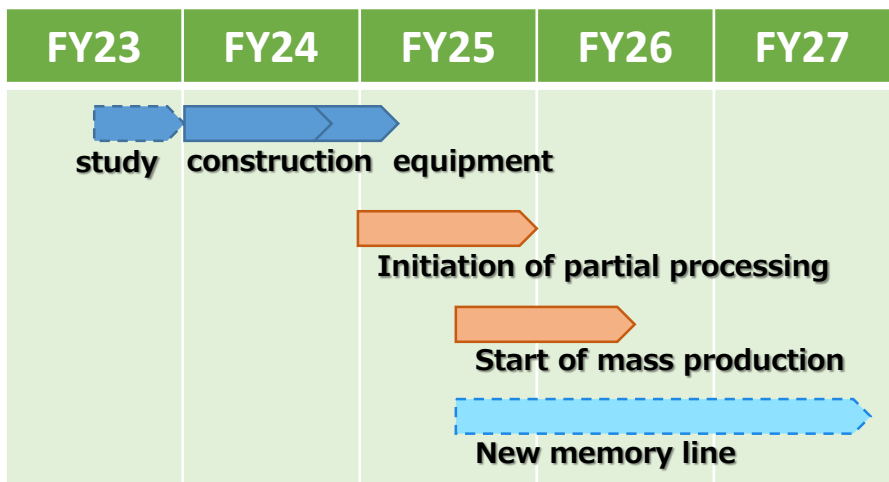 FY23 FY24 FY25 FY26 FY27
study construction equipment
Initiation of partial processing
Start of mass production
New memory line